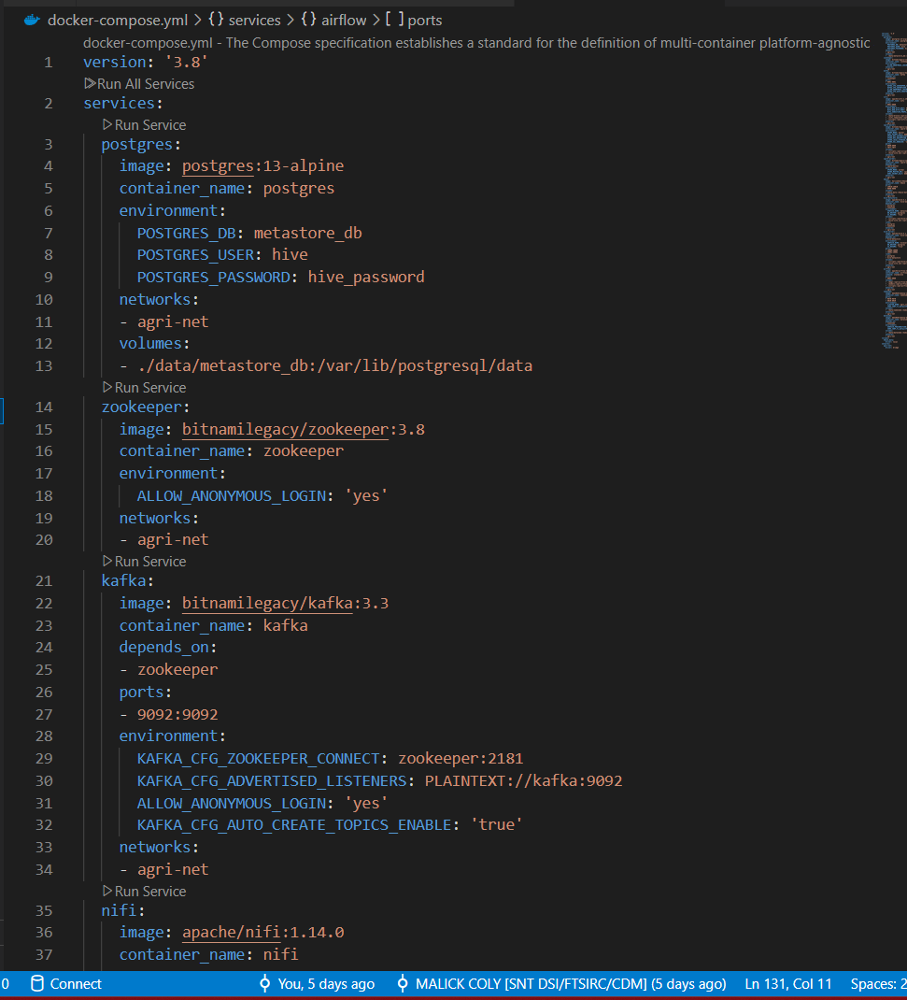 docker-compose.yml > {} services > {} airflow > [ ] ports
docker-compose.yml - The Compose specification establishes a standard for the definition of multi-container platform-agnostic
1 version: '3.8'
Run All Services
2 services:
Run Service
3 postgres:
4 image: postgres:13-alpine
5 container_name: postgres
6 environment:
7 POSTGRES_DB: metastore_db
8 POSTGRES_USER: hive
9 POSTGRES_PASSWORD: hive_password
10 networks:
11 - agri-net
12 volumes:
13 - ./data/metastore_db:/var/lib/postgresql/data
Run Service
14 zookeeper:
15 image: bitnamilegacy/zookeeper:3.8
16 container_name: zookeeper
17 environment:
18 ALLOW_ANONYMOUS_LOGIN: 'yes'
19 networks:
20 - agri-net
Run Service
21 kafka:
22 image: bitnamilegacy/kafka:3.3
23 container_name: kafka
24 depends_on:
25 - zookeeper
26 ports:
27 - 9092:9092
28 environment:
29 KAFKA_CFG_ZOOKEEPER_CONNECT: zookeeper:2181
30 KAFKA_CFG_ADVERTISED_LISTENERS: PLAINTEXT://kafka:9092
31 ALLOW_ANONYMOUS_LOGIN: 'yes'
32 KAFKA_CFG_AUTO_CREATE_TOPICS_ENABLE: 'true'
33 networks:
34 - agri-net
Run Service
35 nifi:
36 image: apache/nifi:1.14.0
37 container_name: nifi
0 Connect You, 5 days ago MALICK COLY [SNT DSI/FTSIRC/CDM] (5 days ago) Ln 131, Col 11 Spaces: 2